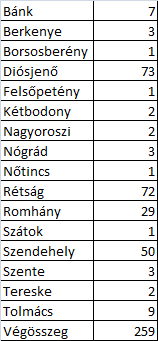 Bánk 7
Berkenye 3
Borsosberény 1
Diósjenő 73
Felsőpetény 1
Kétbodony 2
Nagyoroszi 2
Nógrád 3
Nőtincs 1
Rétság 72
Romhány 29
Szátok 1
Szendehely 50
Szente 3
Tereske 2
Tolmács 9
Végösszeg 259